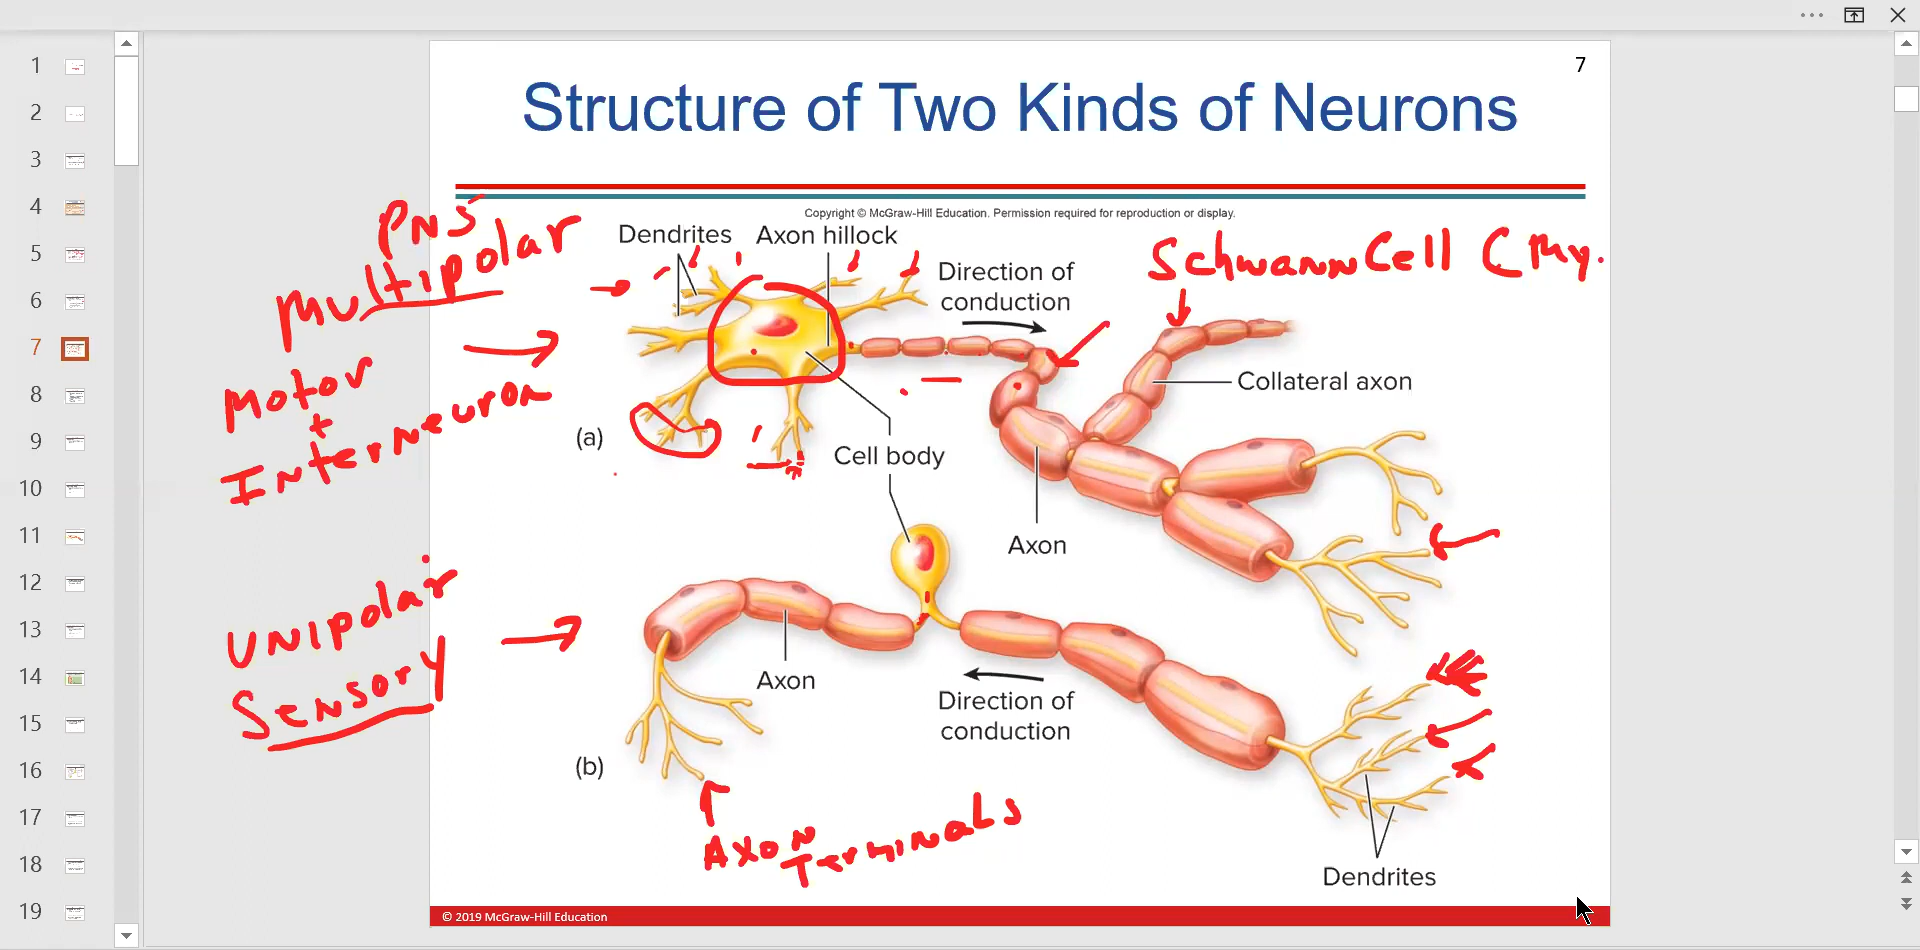 1
2
3
4
5
6
7
8
9
10
11
12
13
14
15
16
17
18
19
7
Structure of Two Kinds of Neurons
Copyright © McGraw-Hill Education. Permission required for reproduction or display.
PNS
Multipolar
Motor
+
Interneuron
Dendrites
Axon hillock
Direction of
conduction
Schwann Cell (My.
Collateral axon
(a)
Cell body
Axon
Unipolar
Sensory
Axon
Direction of
conduction
(b)
Axon
Terminals
Dendrites
© 2019 McGraw-Hill Education